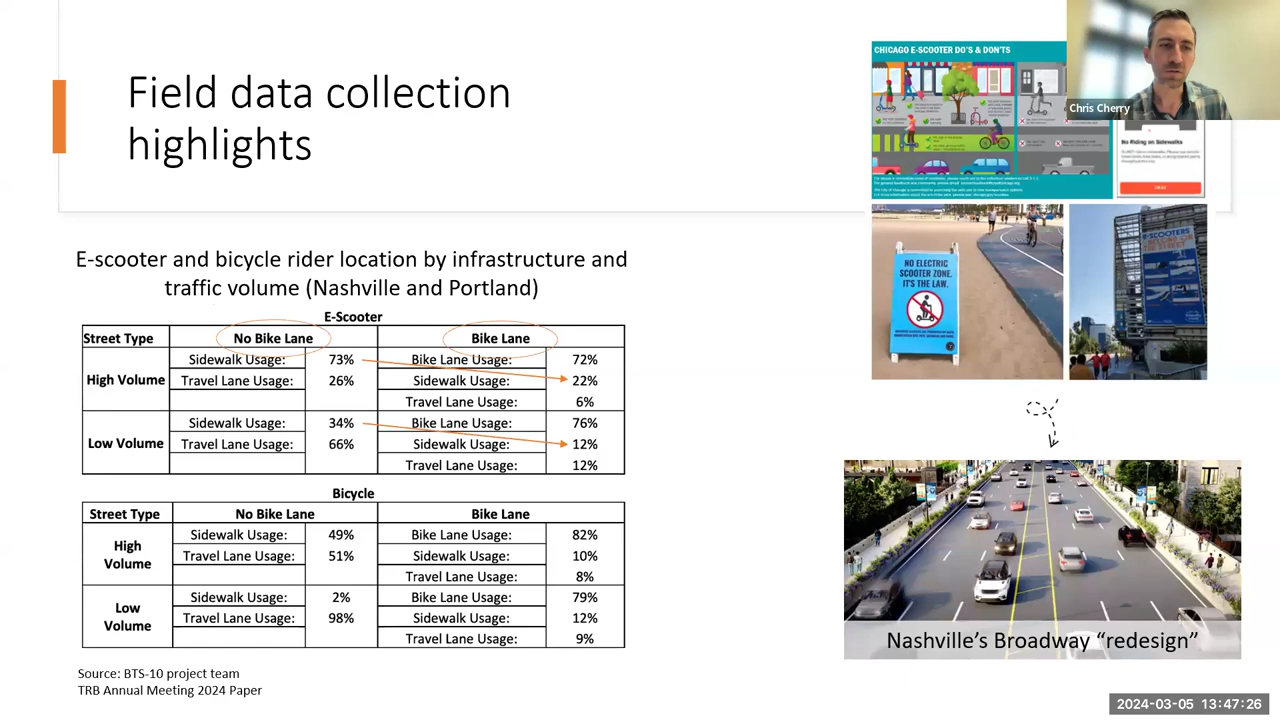 Field data collection
highlights
CHICAGO E-SCOOTER DO'S & DON'TS
Chris Cherry
No Riding on Sidewalks
NO ELECTRIC
SCOOTER ZONE.
IT'S THE LAW.
E-SCOOTERS
BELONG ON
THE STREET
E-scooter and bicycle rider location by infrastructure and
traffic volume (Nashville and Portland)
E-Scooter
Street Type No Bike Lane Bike Lane
High Volume
Sidewalk Usage: 73% Bike Lane Usage: 72%
Travel Lane Usage: 26% Sidewalk Usage: 22%
Travel Lane Usage: 6%
Low Volume
Sidewalk Usage: 34% Bike Lane Usage: 76%
Travel Lane Usage: 66% Sidewalk Usage: 12%
Travel Lane Usage: 12%
Bicycle
Street Type No Bike Lane Bike Lane
High
Volume
Sidewalk Usage: 49% Bike Lane Usage: 82%
Travel Lane Usage: 51% Sidewalk Usage: 10%
Travel Lane Usage: 8%
Low
Volume
Sidewalk Usage: 2% Bike Lane Usage: 79%
Travel Lane Usage: 98% Sidewalk Usage: 12%
Travel Lane Usage: 9%
Nashville's Broadway “redesign”
Source: BTS-10 project team
TRB Annual Meeting 2024 Paper
2024-03-05 13:47:26